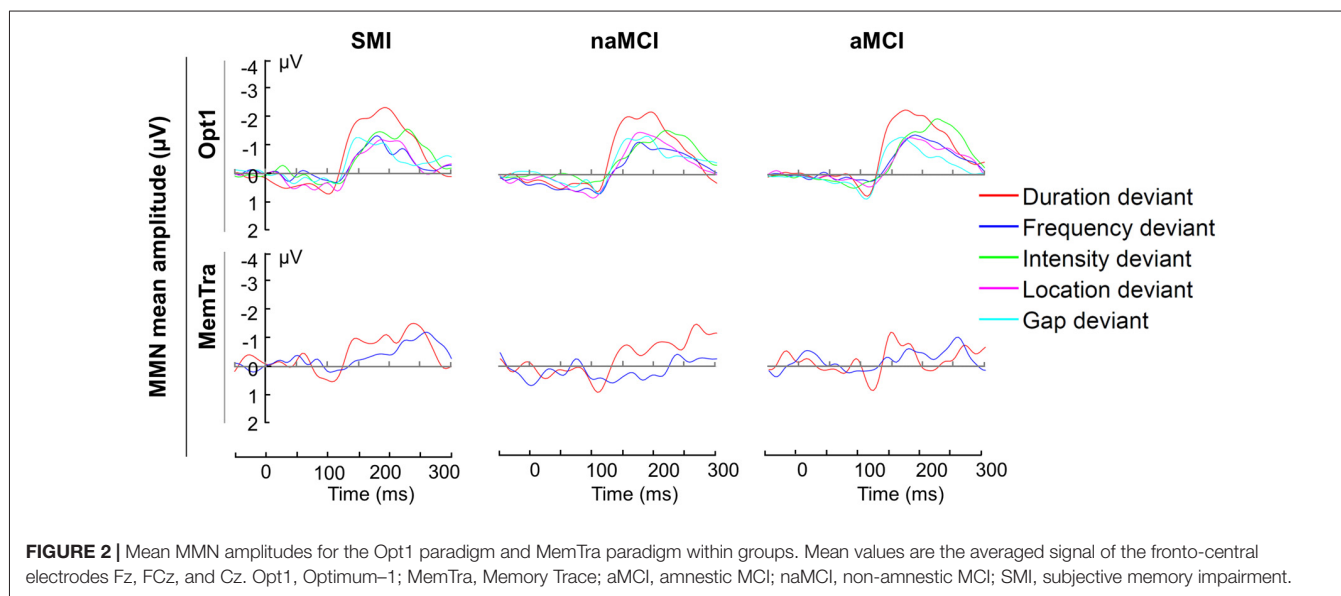 SMI
naMCI
aMCI
MMN mean amplitude (µV)
Opt1
-4
µV
-3
-2
-1
0
1
2
Duration deviant
Frequency deviant
Intensity deviant
Location deviant
Gap deviant
MemTra
-4
µV
-3
-2
-1
0
1
2
0 100 200 300
Time (ms)
0 100 200 300
Time (ms)
0 100 200 300
Time (ms)
FIGURE 2 | Mean MMN amplitudes for the Opt1 paradigm and MemTra paradigm within groups. Mean values are the averaged signal of the fronto-central
electrodes Fz, FCz, and Cz. Opt1, Optimum–1; MemTra, Memory Trace; aMCI, amnestic MCI; naMCI, non-amnestic MCI; SMI, subjective memory impairment.